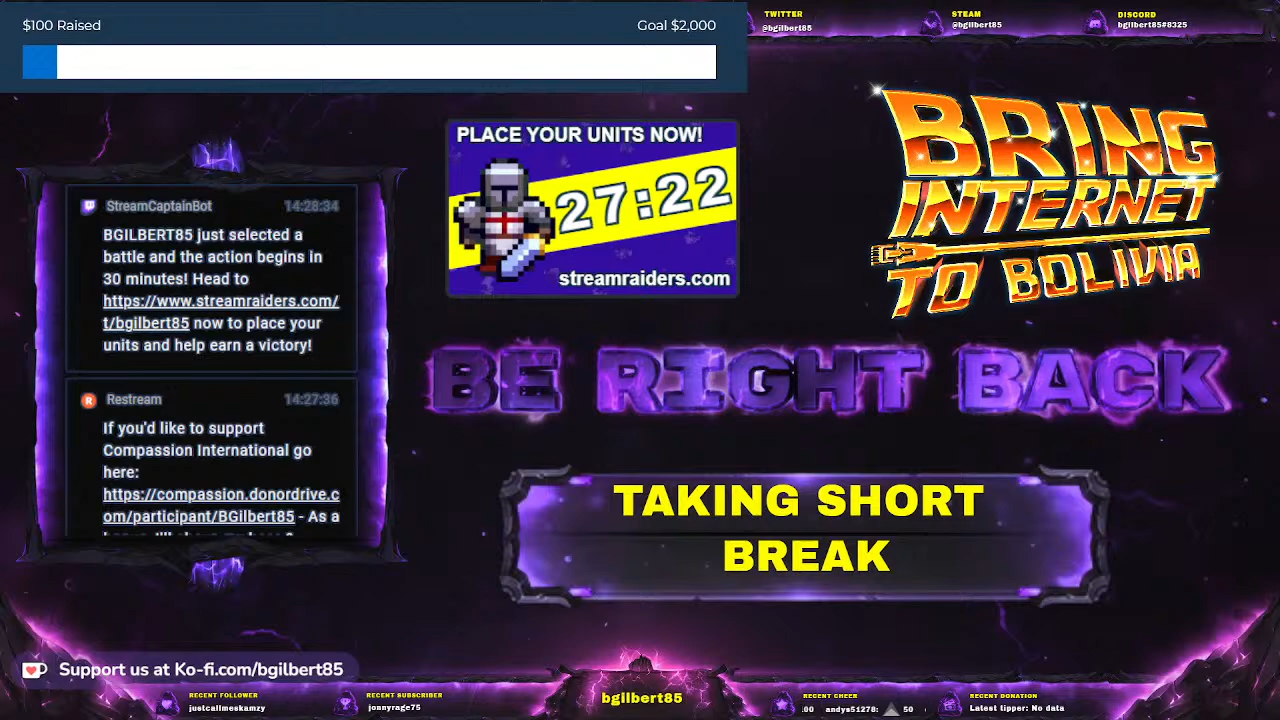 $100 Raised
Goal $2,000
TWITTER
@bgilbert85
STEAM
@bgilbert85
DISCORD
bgilbert85#8325
BRING
INTERNET
TO BOLIVIA
PLACE YOUR UNITS NOW!
27:22
streamraiders.com
StreamCaptainBot 14:28:34
BGILBERT85 just selected a
battle and the action begins in
30 minutes! Head to
https://www.streamraiders.com/
t/bgilbert85 now to place your
units and help earn a victory!
Restream 14:27:36
If you'd like to support
Compassion International go
here:
https://compassion.donordrive.c
om/participant/BGilbert85 - As a
BE RIGHT BACK
TAKING SHORT
BREAK
Support us at Ko-fi.com/bgilbert85
RECENT FOLLOWER
justcallmeskamzy
RECENT SUBSCRIBER
jonnyrage75
bgilbert85
RECENT CHEER
:00 andys51278: 50
RECENT DONATION
Latest tipper: No data